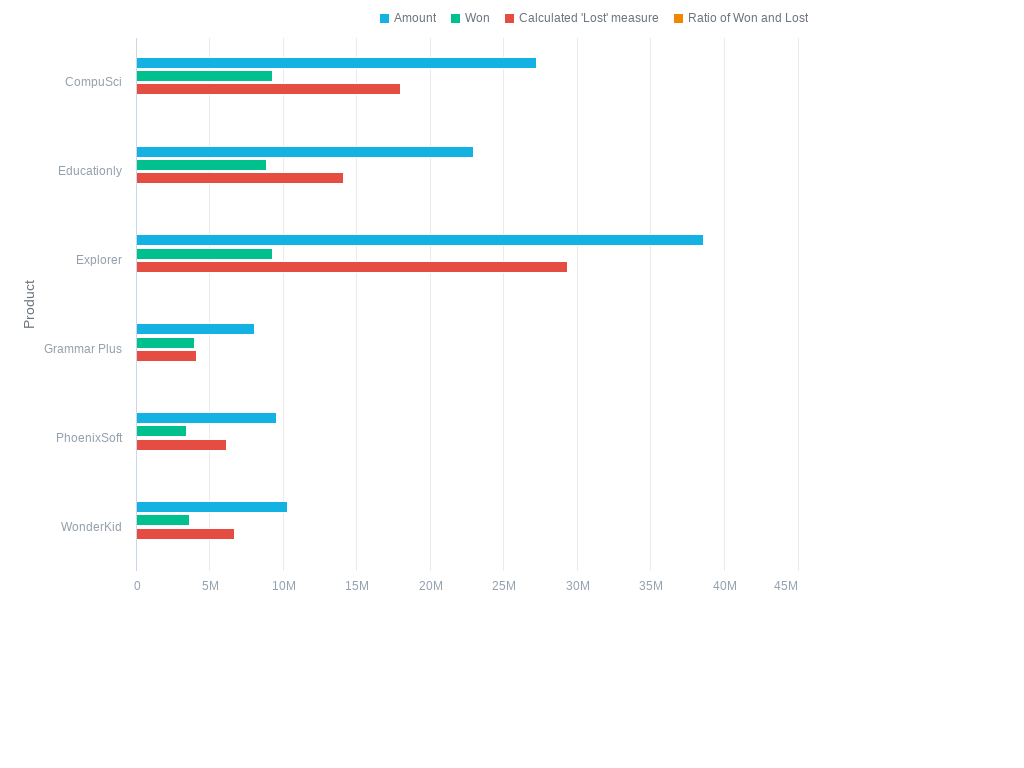 Amount Won Calculated 'Lost' measure Ratio of Won and Lost
Product
CompuSci
Educationly
Explorer
Grammar Plus
PhoenixSoft
WonderKid
0 5M 10M 15M 20M 25M 30M 35M 40M 45M